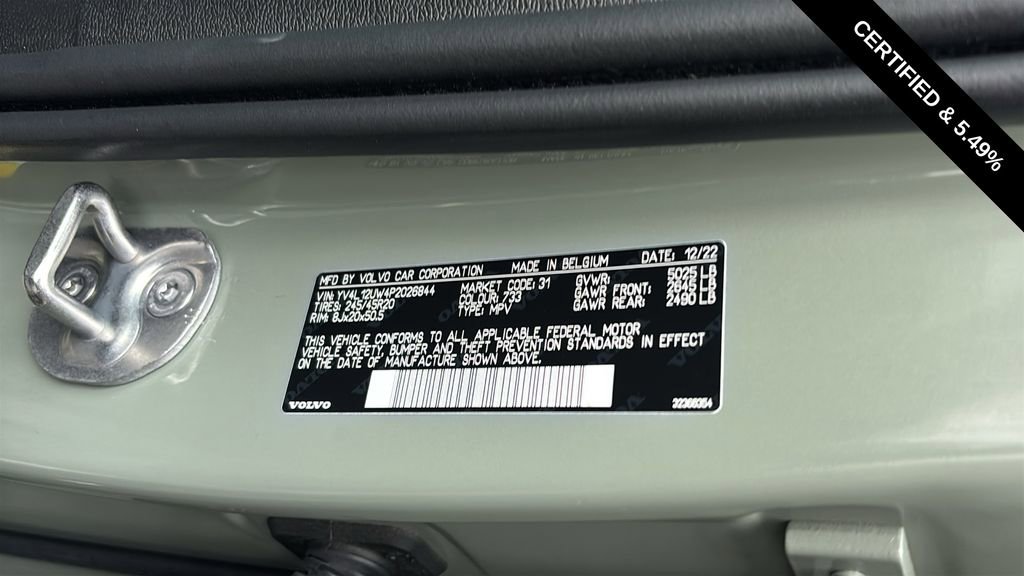 CERTIFIED & 5.49%
MFD BY VOLVO CAR CORPORATION MADE IN BELGIUM DATE: 12/22
VIN: YV4L12UW4P2026844 MARKET CODE: 31 GVWR: 5025 LB
TIRES: 245/45R20 COLOUR: 733 GAWR FRONT: 2645 LB
RIM: 8Jx20x50.5 TYPE: MPV GAWR REAR: 2490 LB
THIS VEHICLE CONFORMS TO ALL APPLICABLE FEDERAL MOTOR
VEHICLE SAFETY, BUMPER AND THEFT PREVENTION STANDARDS IN EFFECT
ON THE DATE OF MANUFACTURE SHOWN ABOVE.
VOLVO 32366354